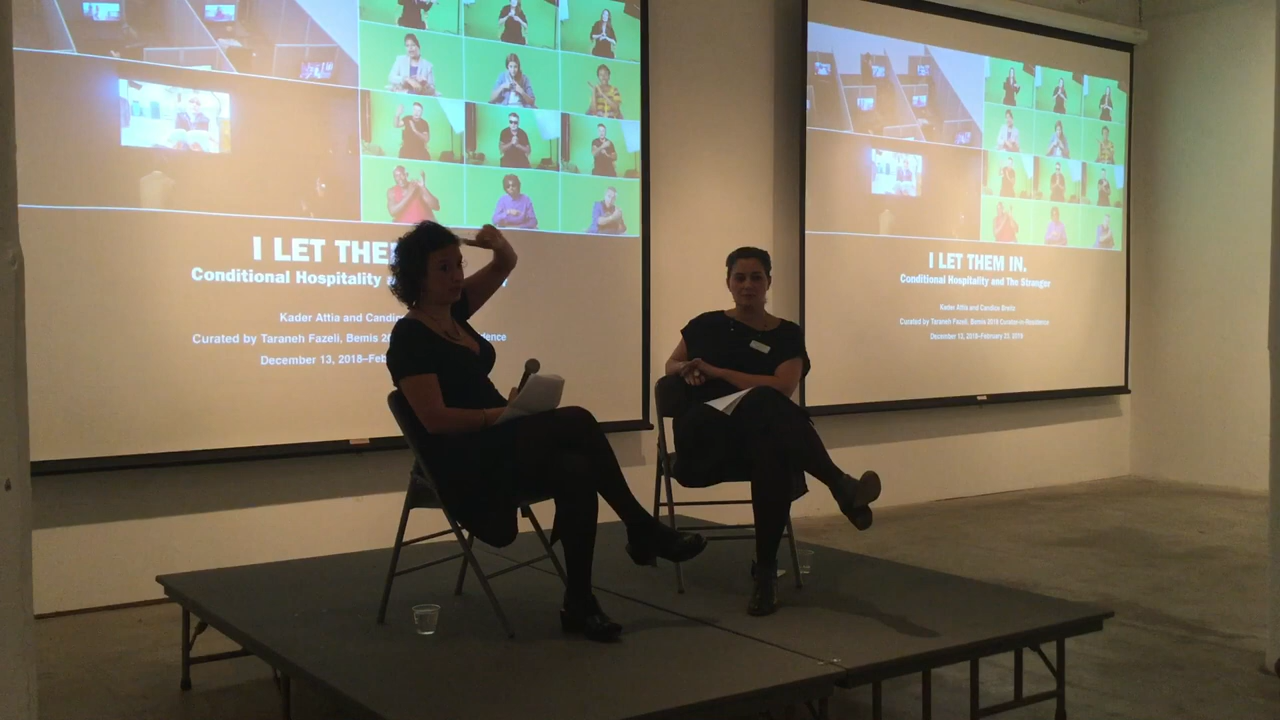 I LET THE
Conditional Hospitality a
Kader Attia and Candic
Curated by Taraneh Fazeli, Bemis 20 dence
December 13, 2018–Feb
I LET THEM IN.
Conditional Hospitality and The Stranger
Kader Attia and Candice Breitz
Curated by Taraneh Fazeli, Bemis 2018 Curator-in-Residence
December 13, 2018–February 23, 2019